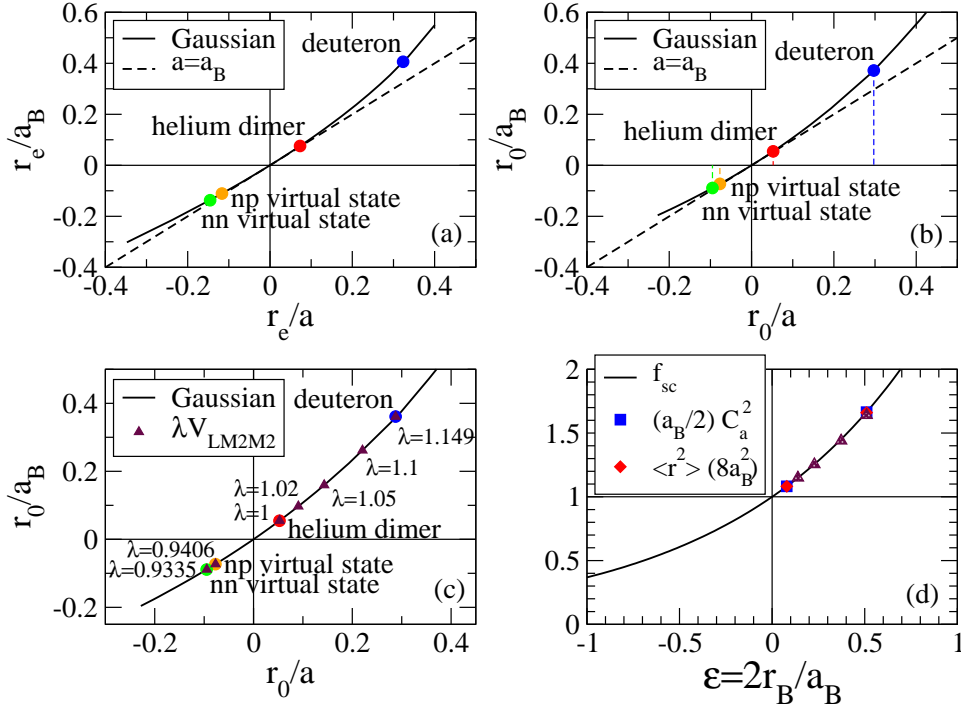 Gaussian
a=a_B
deuteron
helium dimer
np virtual state
nn virtual state
(a)
r_e/a_B
0.6
0.4
0.2
0
-0.2
-0.4
-0.4
-0.2
0
0.2
0.4
r_e/a
Gaussian
a=a_B
deuteron
helium dimer
np virtual state
nn virtual state
(b)
r_0/a_B
0.6
0.4
0.2
0
-0.2
-0.4
-0.4
-0.2
0
0.2
0.4
r_0/a
Gaussian
λV_LM2M2
deuteron
λ=1.149
λ=1.1
λ=1.05
λ=1.02
λ=1
helium dimer
λ=0.9406
λ=0.9335
np virtual state
nn virtual state
(c)
r_0/a_B
0.4
0.2
0
-0.2
-0.2
0
0.2
0.4
r_0/a
f_sc
(a_B/2) C_a^2
<r^2> (8a_B^2)
(d)
2
1.5
1
0.5
0
-1
-0.5
0
0.5
1
ε=2r_B/a_B